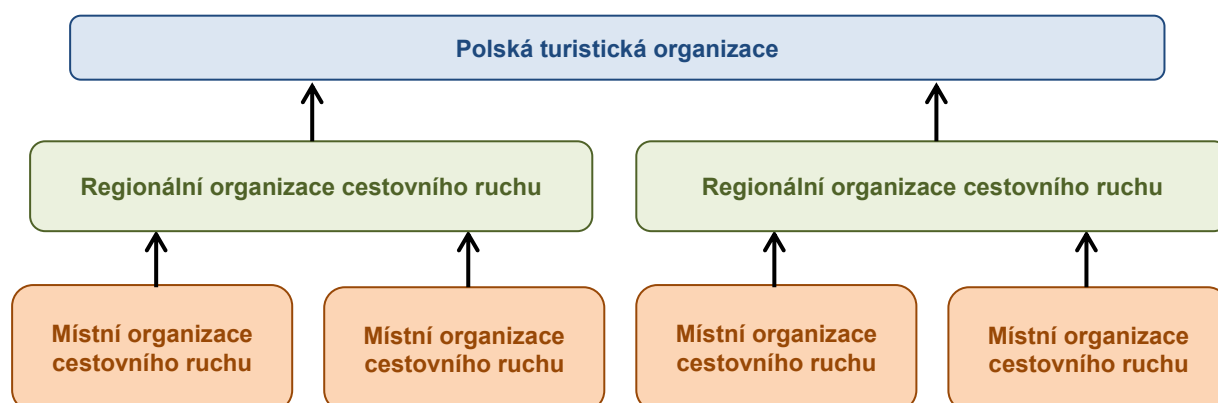 Polská turistická organizace
Regionální organizace cestovního ruchu
Regionální organizace cestovního ruchu
Místní organizace
cestovního ruchu
Místní organizace
cestovního ruchu
Místní organizace
cestovního ruchu
Místní organizace
cestovního ruchu